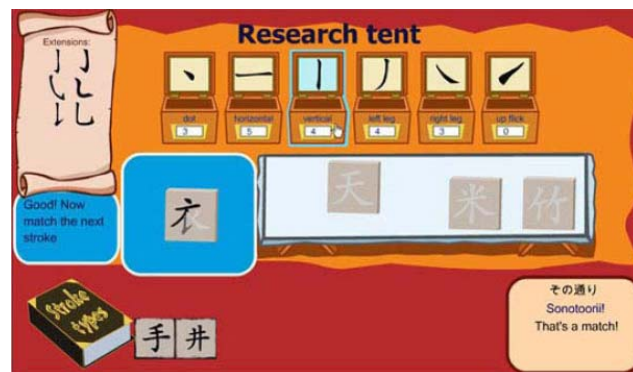 Research tent
Extensions:
dot
horizontal
vertical
left leg
right leg
up flick
3
5
4
4
3
0
Good! Now
match the next
stroke
衣
天
米
竹
Stroke
types
手
井
その通り
Sonotoorii!
That's a match!